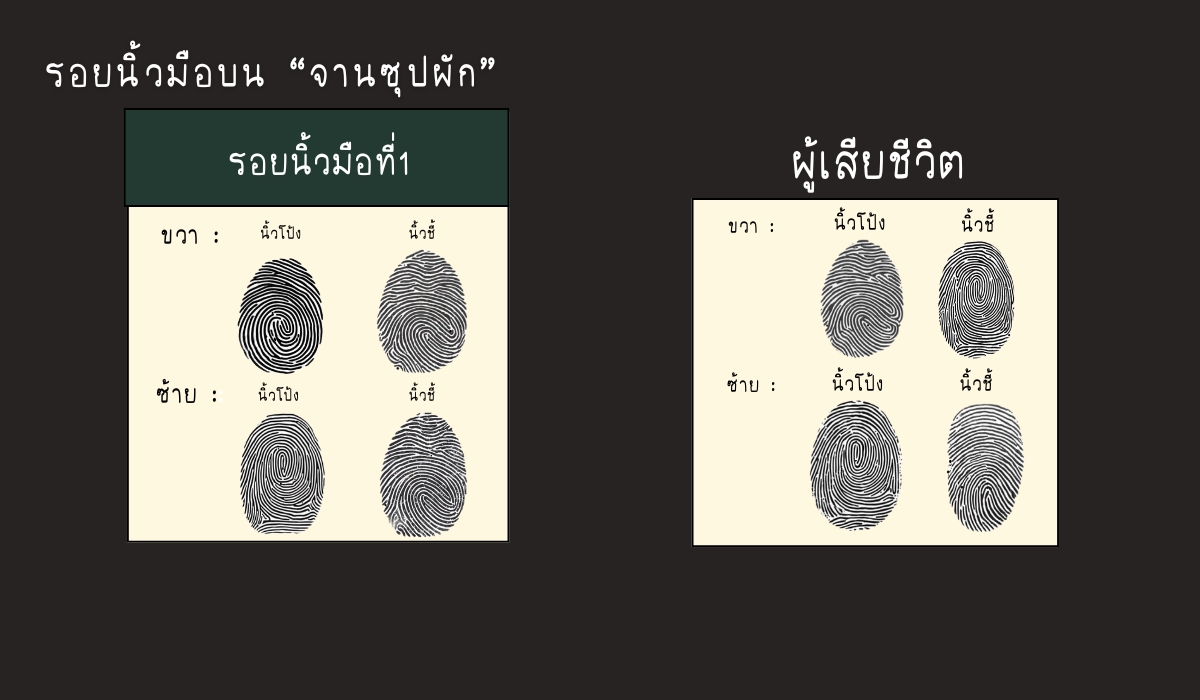 รอยนิ้วมือบน “จานซุปผัก”
รอยนิ้วมือที่1
ขวา : นิ้วโป้ง นิ้วชี้
ซ้าย : นิ้วโป้ง นิ้วชี้
ผู้เสียชีวิต
ขวา : นิ้วโป้ง นิ้วชี้
ซ้าย : นิ้วโป้ง นิ้วชี้